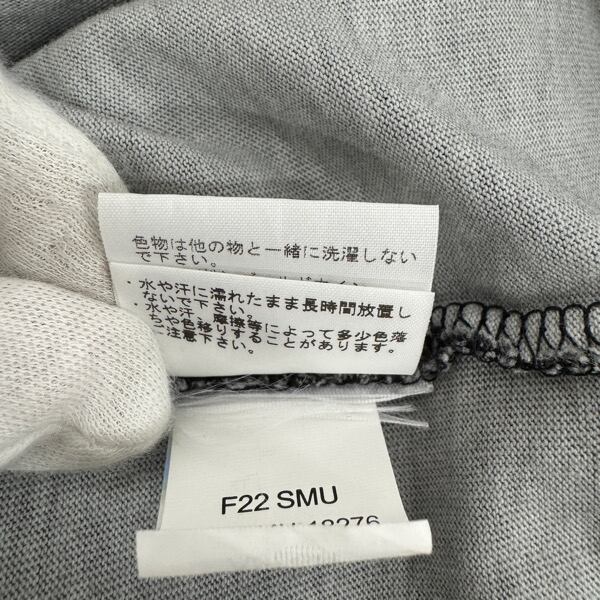 色物は他の物と一緒に洗濯しない
で下さい。
・水や汗に濡れたまま長時間放置し
ないで下さい。
・水や汗、摩擦等によって多少色落
ちや色移りすることがあります。
ご注意下さい。
F22 SMU
18276